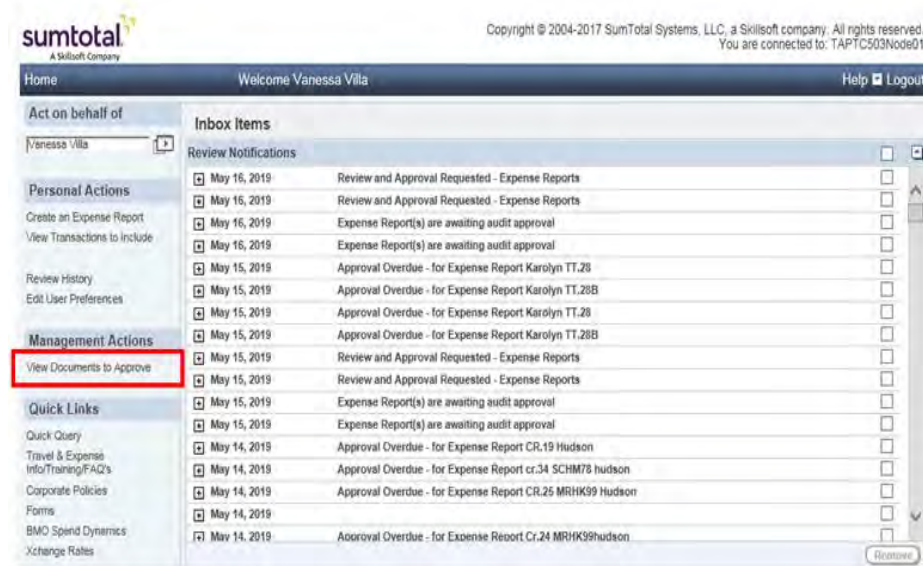 sumtotal
A Skillsoft Company
Copyright © 2004-2017 SumTotal Systems, LLC, a Skillsoft company. All rights reserved.
You are connected to: TAPTC503Node01
Home
Welcome Vanessa Villa
Help
Logout
Act on behalf of
Vanessa Villa
Personal Actions
Create an Expense Report
View Transactions to Include
Review History
Edit User Preferences
Management Actions
View Documents to Approve
Quick Links
Quick Query
Travel & Expense
Info/Training/FAQ's
Corporate Policies
Forms
BMO Spend Dynamics
Xchange Rates
Inbox Items
Review Notifications
May 16, 2019 Review and Approval Requested - Expense Reports
May 16, 2019 Review and Approval Requested - Expense Reports
May 16, 2019 Expense Report(s) are awaiting audit approval
May 16, 2019 Expense Report(s) are awaiting audit approval
May 15, 2019 Approval Overdue - for Expense Report Karolyn TT.28
May 15, 2019 Approval Overdue - for Expense Report Karolyn TT.28B
May 15, 2019 Approval Overdue - for Expense Report Karolyn TT.28
May 15, 2019 Approval Overdue - for Expense Report Karolyn TT.28B
May 15, 2019 Review and Approval Requested - Expense Reports
May 15, 2019 Review and Approval Requested - Expense Reports
May 15, 2019 Expense Report(s) are awaiting audit approval
May 15, 2019 Expense Report(s) are awaiting audit approval
May 14, 2019 Approval Overdue - for Expense Report CR.19 Hudson
May 14, 2019 Approval Overdue - for Expense Report cr.34 SCHM78 hudson
May 14, 2019 Approval Overdue - for Expense Report CR.25 MRHK99 Hudson
May 14, 2019
May 14, 2019 Approval Overdue - for Expense Report Cr.24 MRHK99hudson
Remove